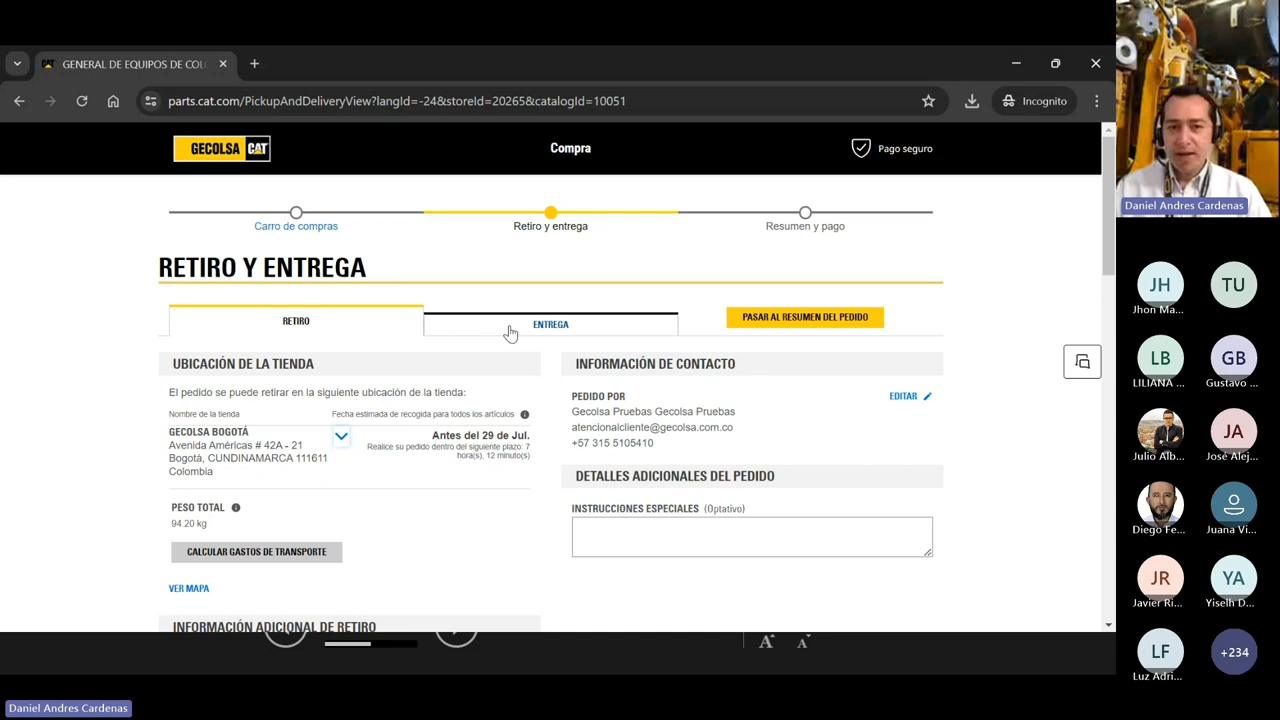 GENERAL DE EQUIPOS DE COL
parts.cat.com/PickupAndDeliveryView?langId=-24&storeId=20265&catalogId=10051
Incognito
GECOLSA CAT
Compra
Pago seguro
Carro de compras
Retiro y entrega
Resumen y pago
RETIRO Y ENTREGA
RETIRO
ENTREGA
PASAR AL RESUMEN DEL PEDIDO
UBICACIÓN DE LA TIENDA
El pedido se puede retirar en la siguiente ubicación de la tienda:
Nombre de la tienda
Fecha estimada de recogida para todos los artículos
GECOLSA BOGOTÁ
Avenida Américas # 42A - 21
Bogotá, CUNDINAMARCA 111611
Colombia
Antes del 29 de Jul.
Realice su pedido dentro del siguiente plazo: 7
hora(s), 12 minuto(s)
PESO TOTAL
94.20 kg
CALCULAR GASTOS DE TRANSPORTE
VER MAPA
INFORMACIÓN ADICIONAL DE RETIRO
INFORMACIÓN DE CONTACTO
PEDIDO POR
EDITAR
Gecolsa Pruebas Gecolsa Pruebas
atencionalcliente@gecolsa.com.co
+57 315 5105410
DETALLES ADICIONALES DEL PEDIDO
INSTRUCCIONES ESPECIALES (Optativo)
A A
Daniel Andres Cardenas
JH
Jhon Ma...
TU
LB
LILIANA ...
GB
Gustavo ...
Julio Alb...
JA
José Alej...
Diego Fe...
Juana Vi...
JR
Javier Ri...
YA
Yiselh D...
LF
Luz Adri...
+234
Daniel Andres Cardenas